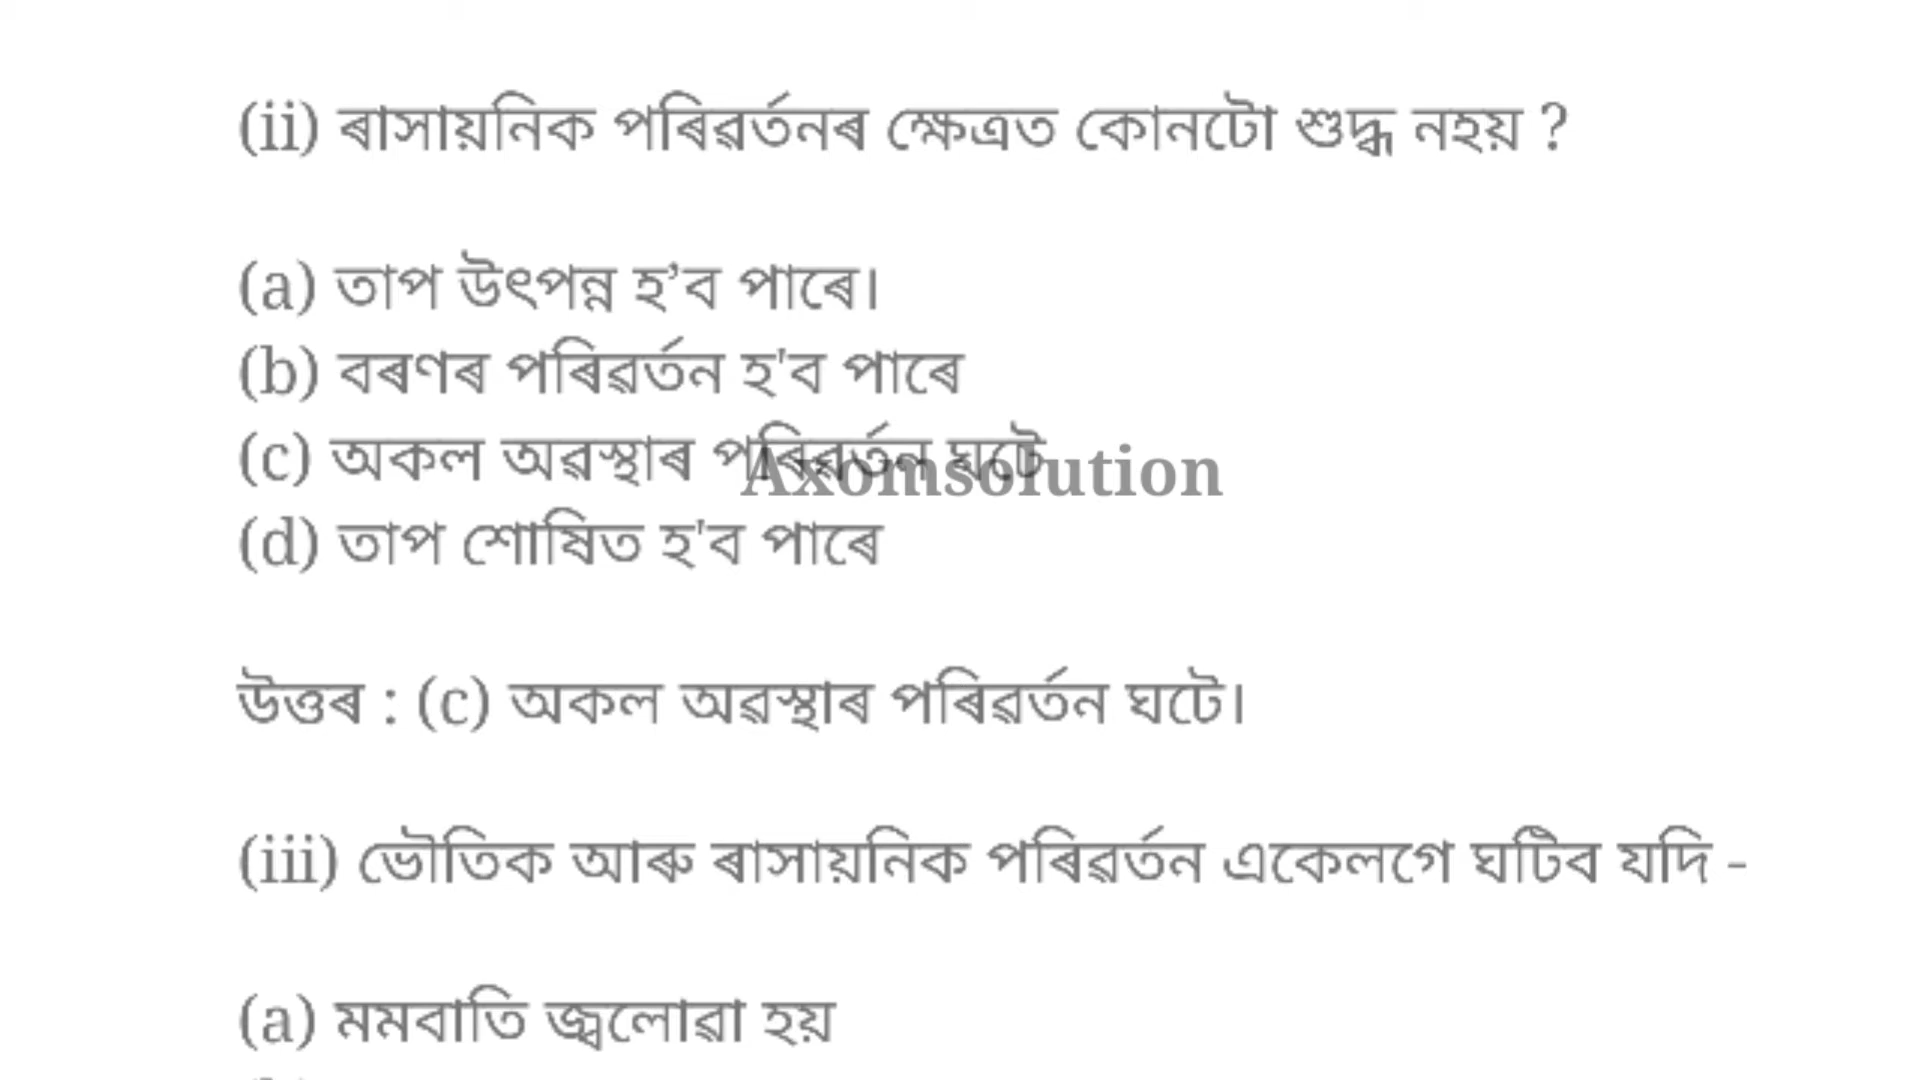 (ii) ৰাসায়নিক পৰিৱৰ্তনৰ ক্ষেত্ৰত কোনটো শুদ্ধ নহয় ?
(a) তাপ উৎপন্ন হ’ব পাৰে।
(b) বৰণৰ পৰিৱৰ্তন হ'ব পাৰে
(c) অকল অৱস্থাৰ পৰিৱৰ্তন ঘটে
Axomsolution
(d) তাপ শোষিত হ'ব পাৰে
উত্তৰ : (c) অকল অৱস্থাৰ পৰিৱৰ্তন ঘটে।
(iii) ভৌতিক আৰু ৰাসায়নিক পৰিৱৰ্তন একেলগে ঘটিব যদি -
(a) মমবাতি জ্বলোৱা হয়